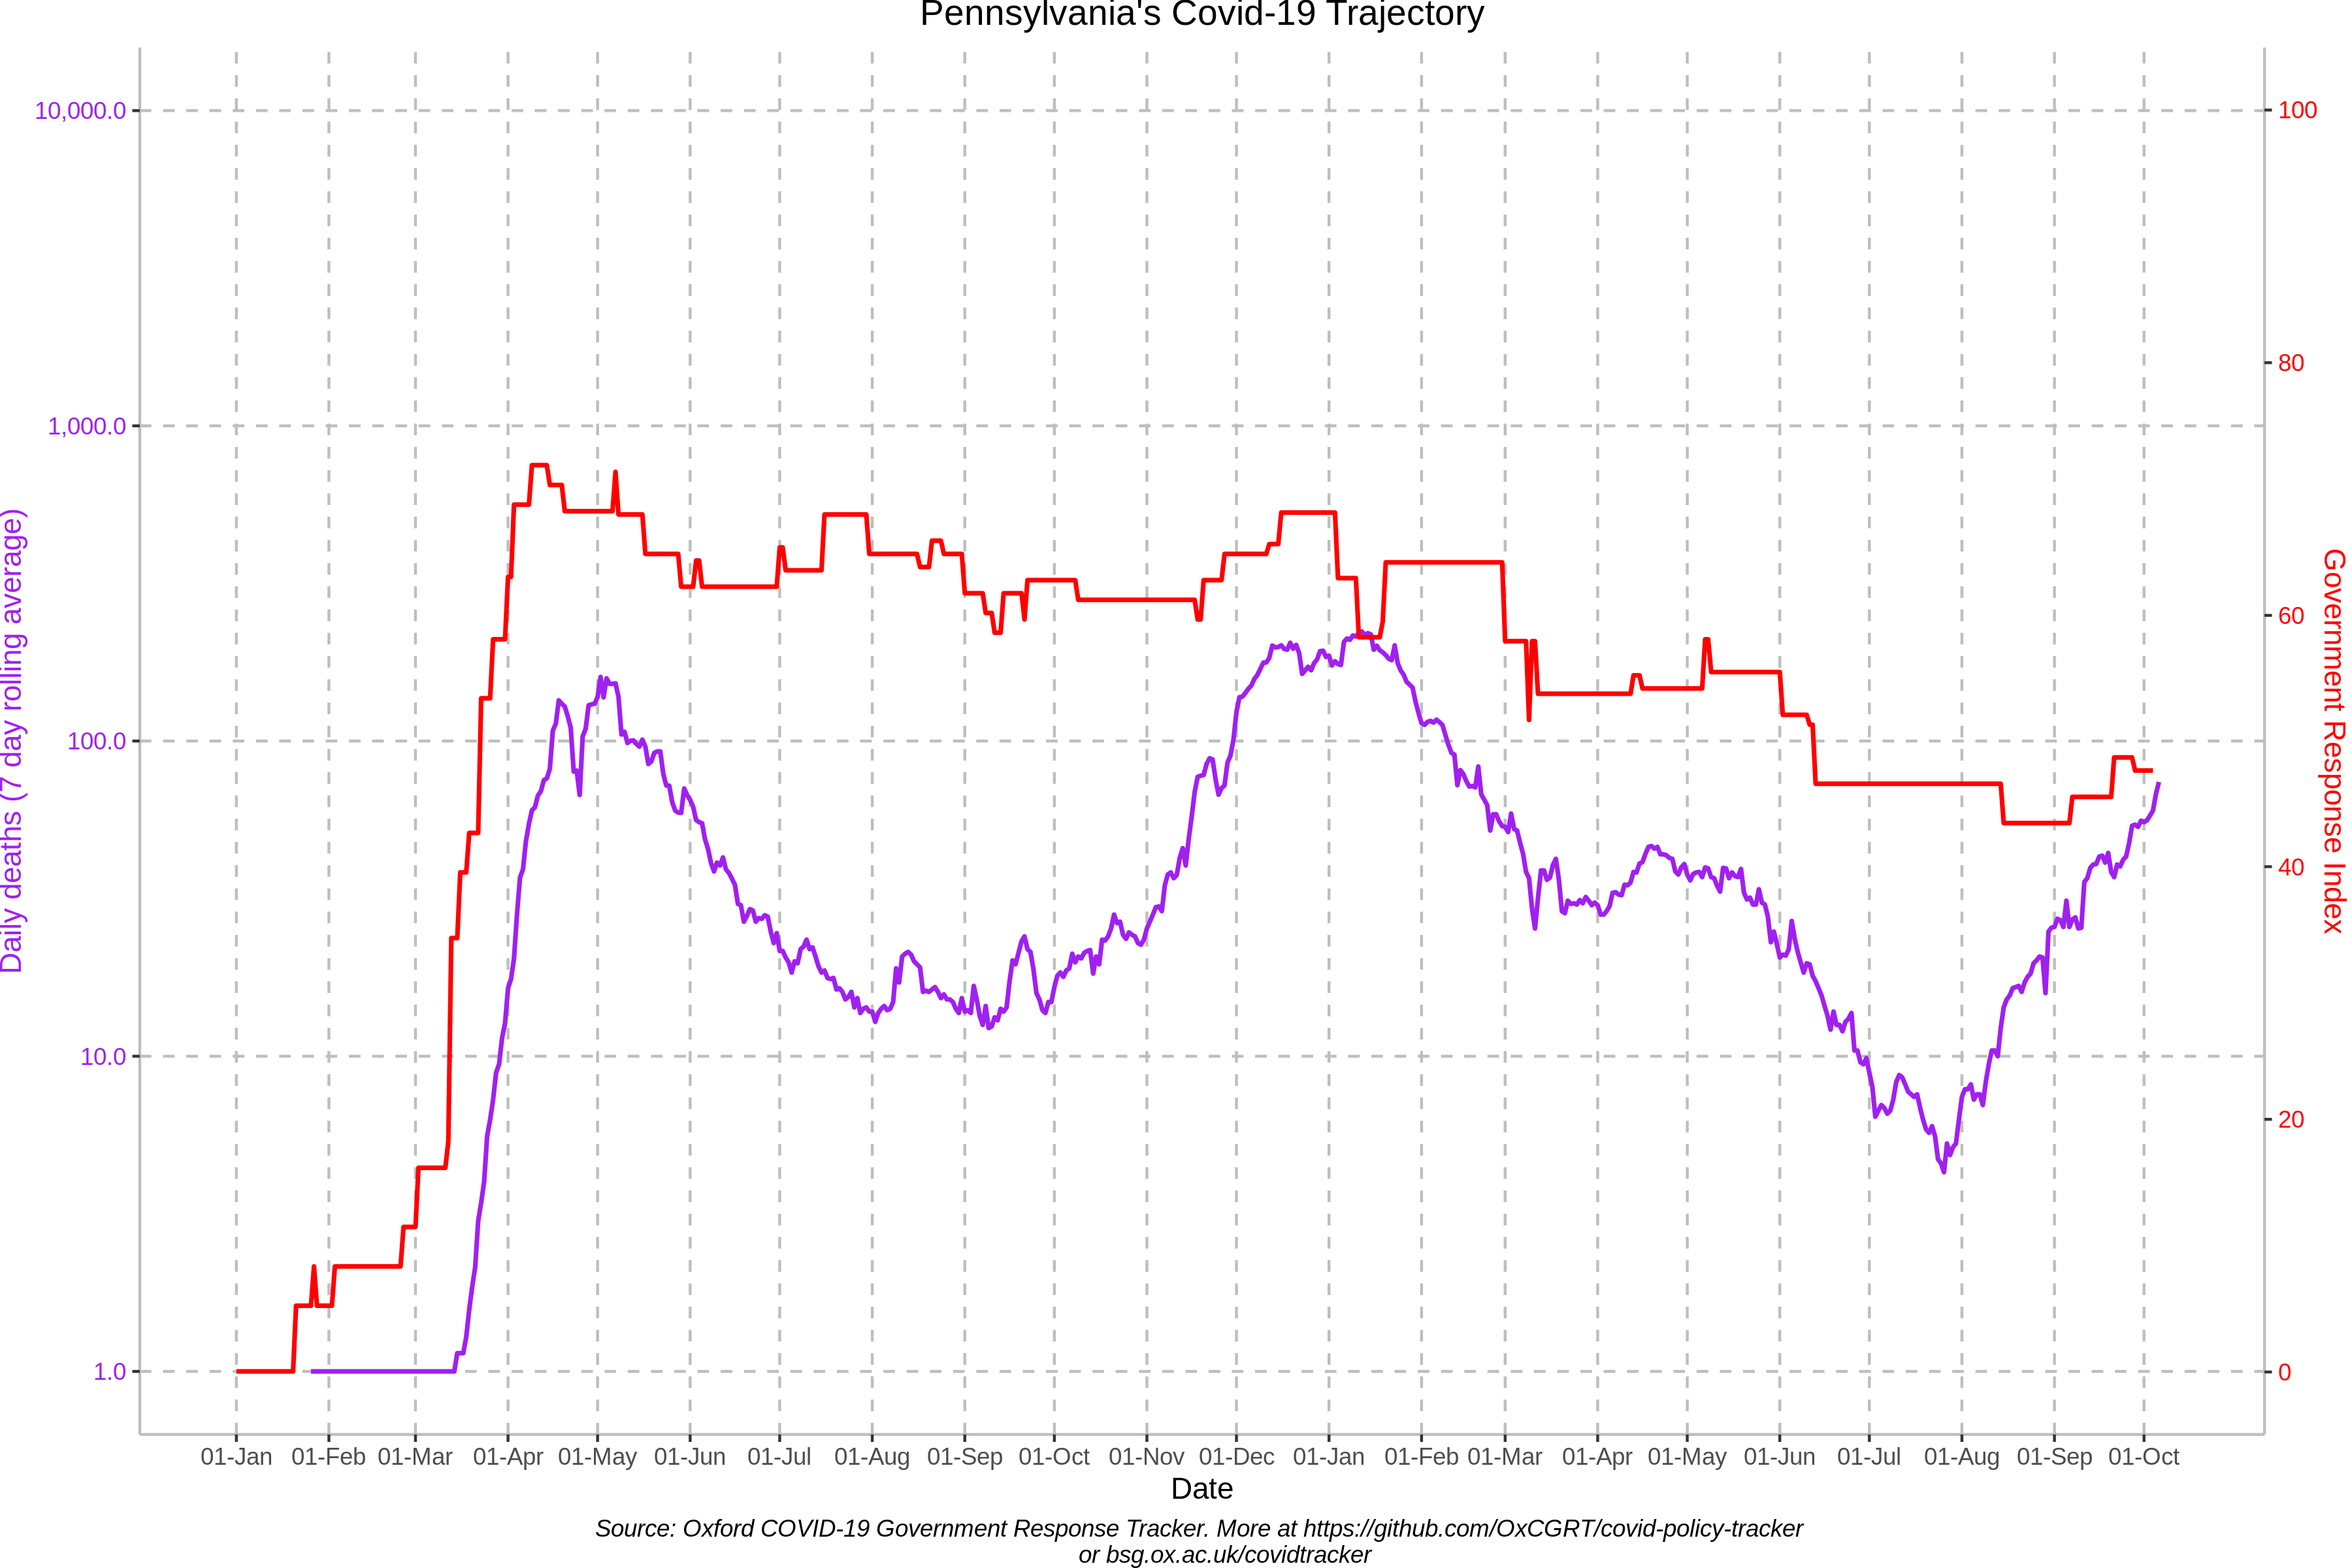 Pennsylvania's Covid-19 Trajectory
10,000.0
1,000.0
100.0
10.0
1.0
Daily deaths (7 day rolling average)
100
80
60
40
20
0
Government Response Index
01-Jan 01-Feb 01-Mar 01-Apr 01-May 01-Jun 01-Jul 01-Aug 01-Sep 01-Oct 01-Nov 01-Dec 01-Jan 01-Feb 01-Mar 01-Apr 01-May 01-Jun 01-Jul 01-Aug 01-Sep 01-Oct
Date
Source: Oxford COVID-19 Government Response Tracker. More at https://github.com/OxCGRT/covid-policy-tracker
or bsg.ox.ac.uk/covidtracker